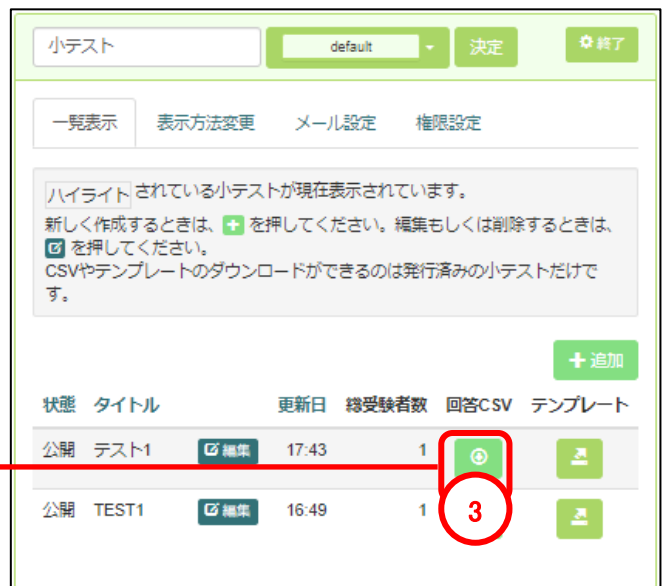 小テスト default 決定 終了
一覧表示 表示方法変更 メール設定 権限設定
ハイライト されている小テストが現在表示されています。
新しく作成するときは、 を押してください。編集もしくは削除するときは、
を押してください。
CSVやテンプレートのダウンロードができるのは発行済みの小テストだけで
す。
追加
状態 タイトル 更新日 総受験者数 回答CSV テンプレート
公開 テスト1 編集 17:43 1
公開 TEST1 編集 16:49 1
3